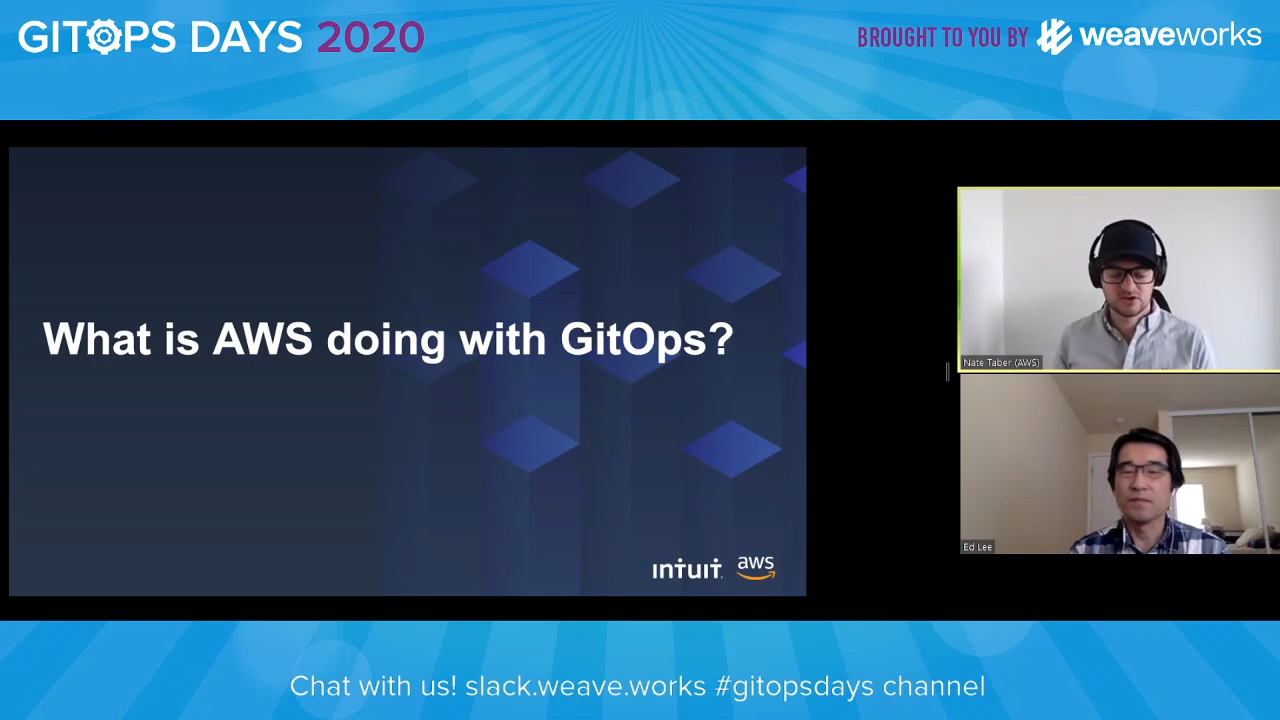 GITOPS DAYS 2020
BROUGHT TO YOU BY weaveworks
What is AWS doing with GitOps?
intuit. aws
Nate Taber (AWS)
Ed Lee
Chat with us! slack.weave.works #gitopsdays channel